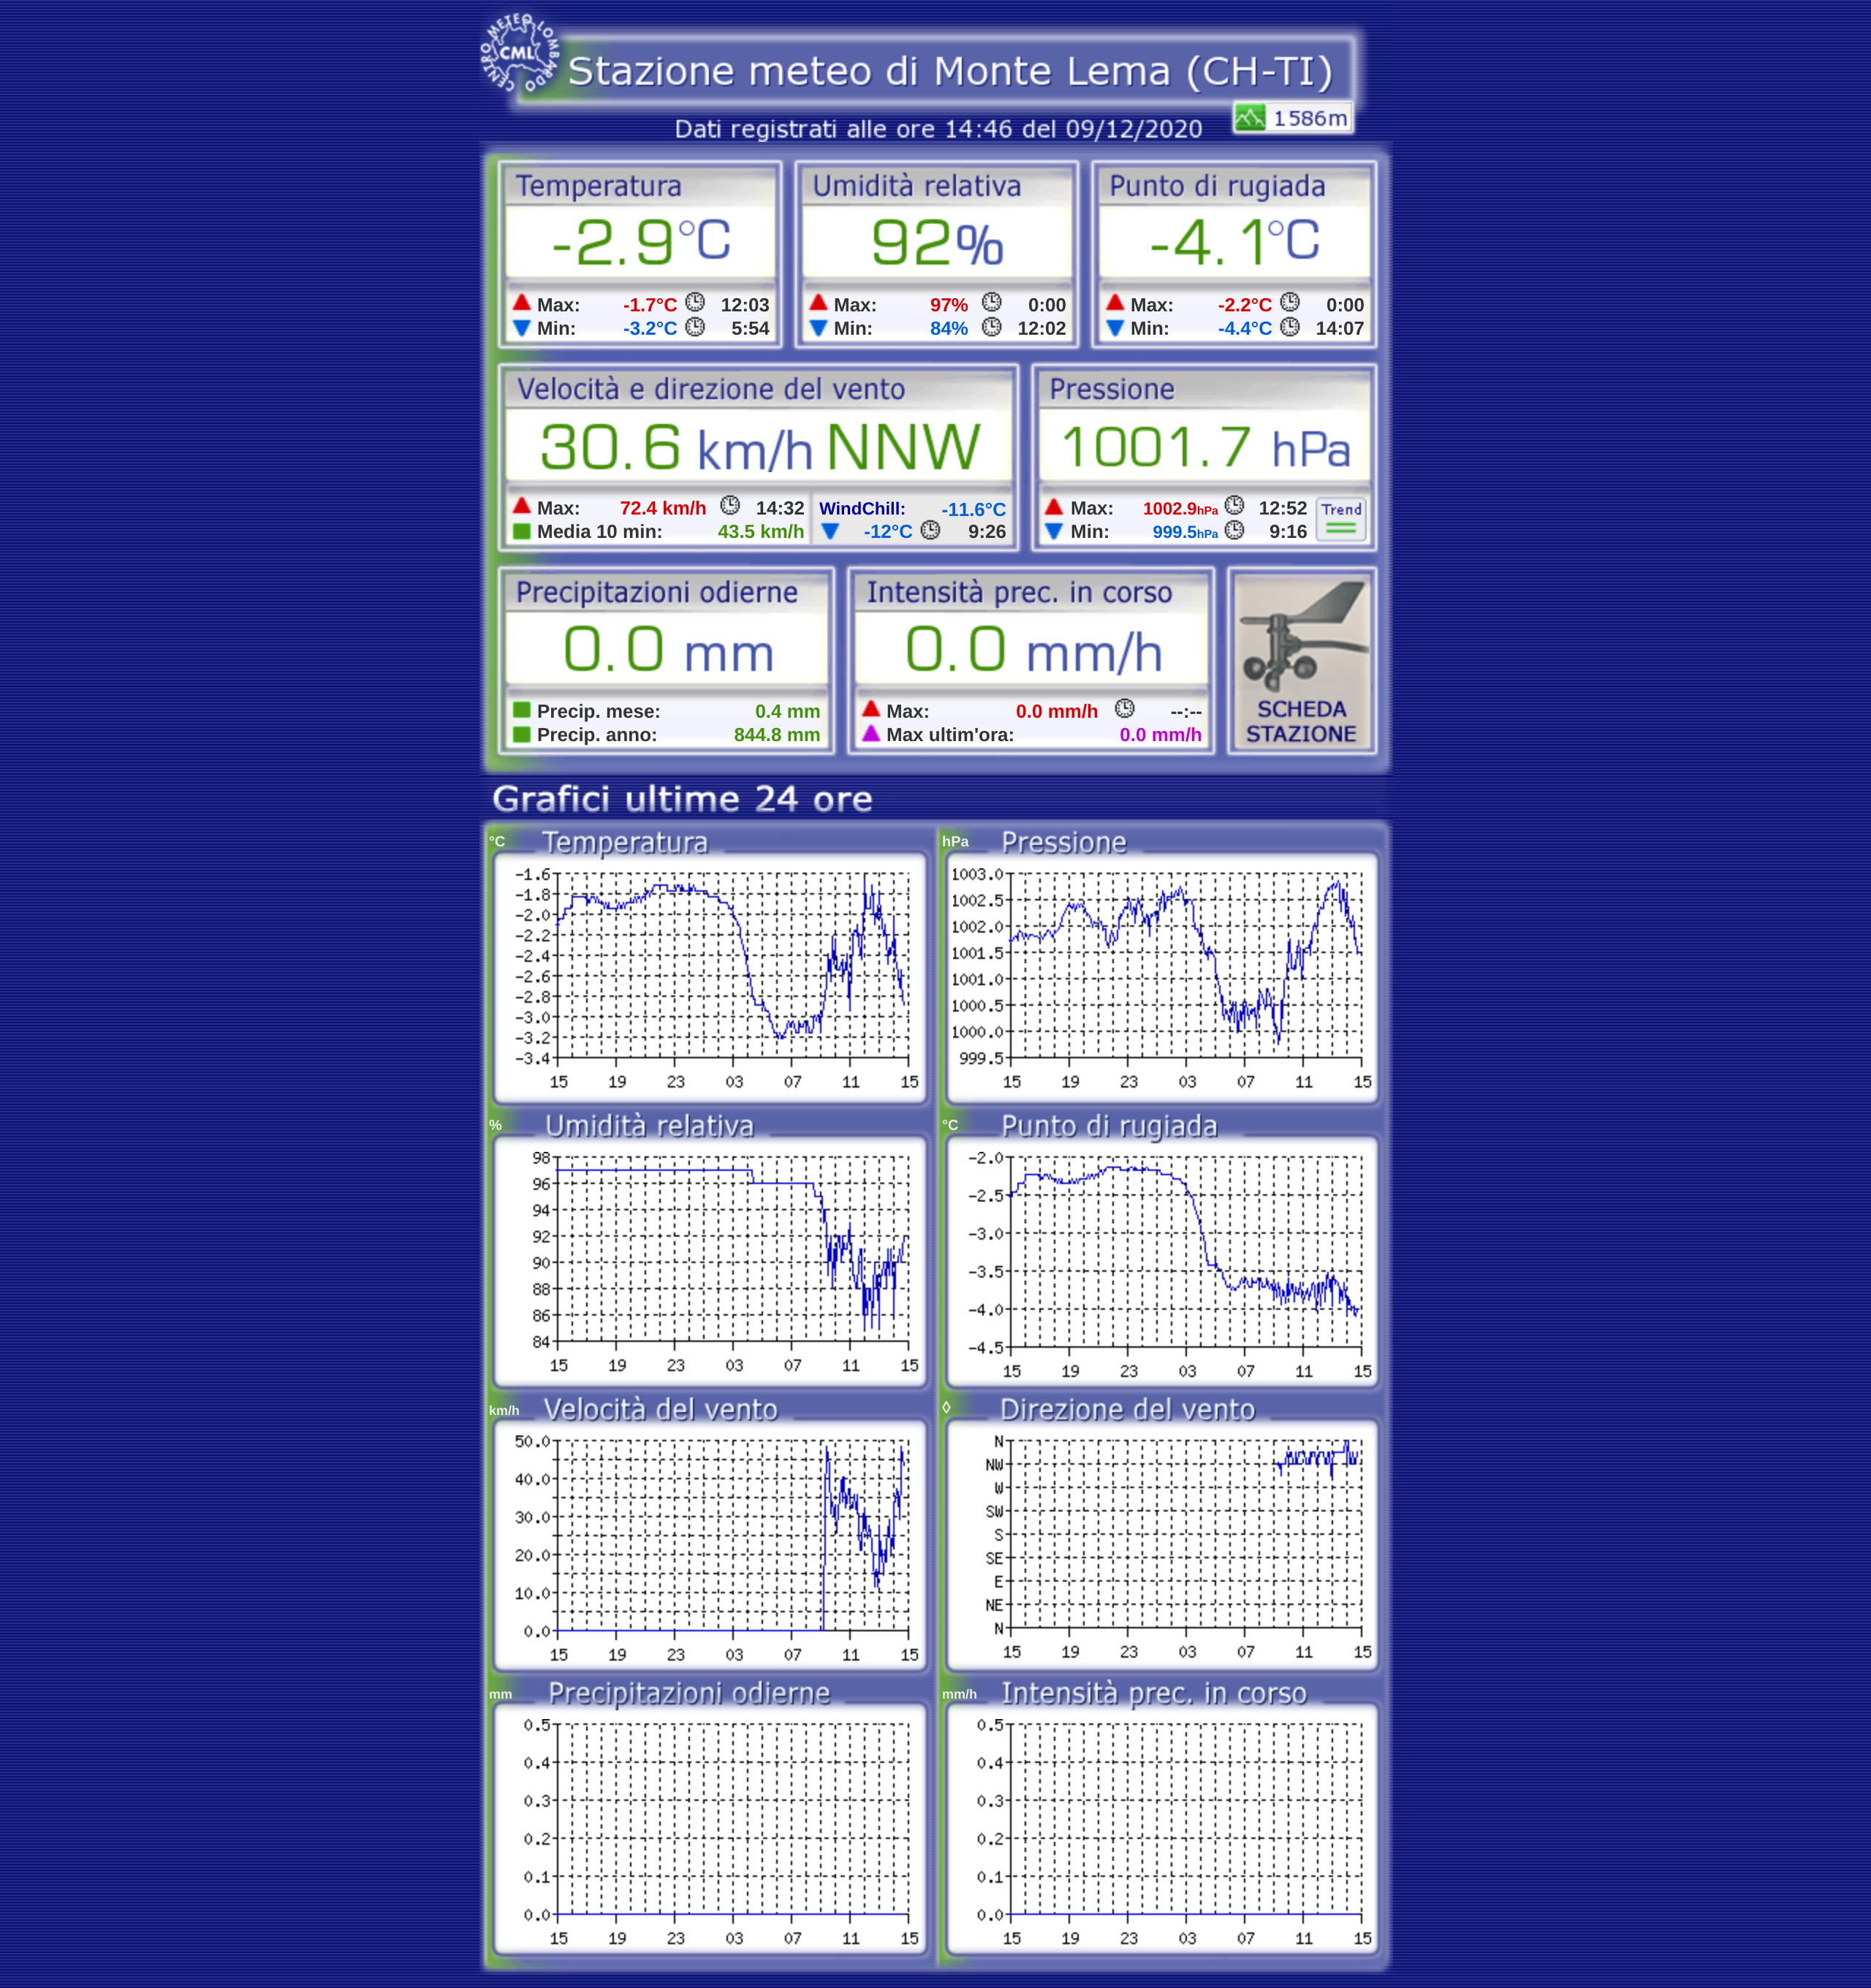 CENTRO METEO LOMBARDO
CML
Stazione meteo di Monte Lema (CH-TI)
1586m
Dati registrati alle ore 14:46 del 09/12/2020
Temperatura
-2.9°C
Max: -1.7°C 12:03
Min: -3.2°C 5:54
Umidità relativa
92%
Max: 97% 0:00
Min: 84% 12:02
Punto di rugiada
-4.1°C
Max: -2.2°C 0:00
Min: -4.4°C 14:07
Velocità e direzione del vento
30.6 km/h NNW
Max: 72.4 km/h 14:32
Media 10 min: 43.5 km/h
WindChill: -11.6°C
-12°C 9:26
Pressione
1001.7 hPa
Max: 1002.9hPa 12:52
Min: 999.5hPa 9:16
Trend
Precipitazioni odierne
0.0 mm
Precip. mese: 0.4 mm
Precip. anno: 844.8 mm
Intensità prec. in corso
0.0 mm/h
Max: 0.0 mm/h --:--
Max ultim'ora: 0.0 mm/h
SCHEDA
STAZIONE
Grafici ultime 24 ore
°C Temperatura
-1.6
-1.8
-2.0
-2.2
-2.4
-2.6
-2.8
-3.0
-3.2
-3.4
15 19 23 03 07 11 15
hPa Pressione
1003.0
1002.5
1002.0
1001.5
1001.0
1000.5
1000.0
999.5
15 19 23 03 07 11 15
% Umidità relativa
98
96
94
92
90
88
86
84
15 19 23 03 07 11 15
°C Punto di rugiada
-2.0
-2.5
-3.0
-3.5
-4.0
-4.5
15 19 23 03 07 11 15
km/h Velocità del vento
50.0
40.0
30.0
20.0
10.0
0.0
15 19 23 03 07 11 15
◊ Direzione del vento
N
NW
W
SW
S
SE
E
NE
N
15 19 23 03 07 11 15
mm Precipitazioni odierne
0.5
0.4
0.3
0.2
0.1
0.0
15 19 23 03 07 11 15
mm/h Intensità prec. in corso
0.5
0.4
0.3
0.2
0.1
0.0
15 19 23 03 07 11 15